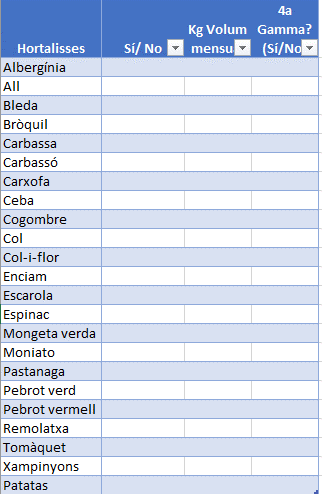 Hortalisses
Sí/ No
Kg Volum
mensu
4a
Gamma?
(Sí/No
Albergínia
All
Bleda
Bròquil
Carbassa
Carbassó
Carxofa
Ceba
Cogombre
Col
Col-i-flor
Enciam
Escarola
Espinac
Mongeta verda
Moniato
Pastanaga
Pebrot verd
Pebrot vermell
Remolatxa
Tomàquet
Xampinyons
Patatas